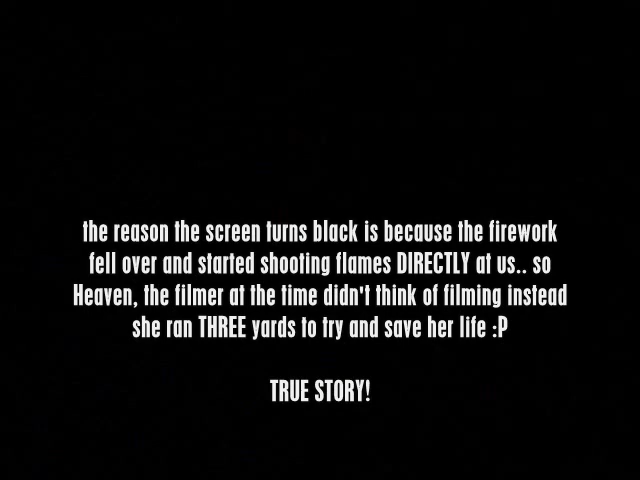 the reason the screen turns black is because the firework
fell over and started shooting flames DIRECTLY at us.. so
Heaven, the filmer at the time didn't think of filming instead
she ran THREE yards to try and save her life :P
TRUE STORY!